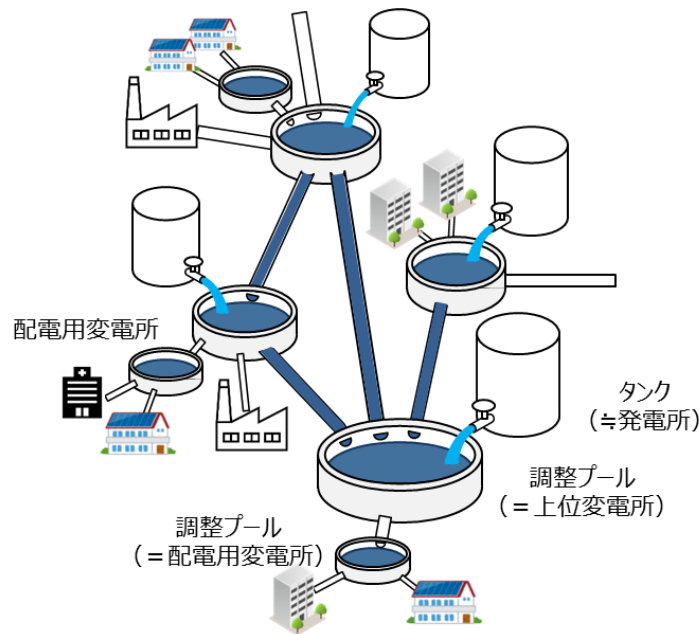 配電用変電所
タンク
（≒発電所）
調整プール
（＝上位変電所）
調整プール
（＝配電用変電所）